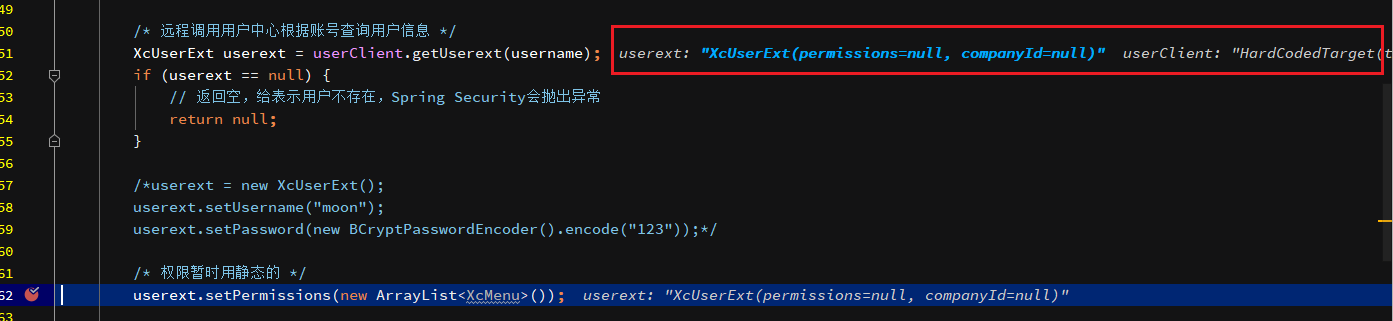 49
50 /* 远程调用用户中心根据账号查询用户信息 */
51 XcUserExt userext = userClient.getUserext(username); userext: "XcUserExt(permissions=null, companyId=null)" userClient: "HardCodedTarget(t
52 if (userext == null) {
53 // 返回空，给表示用户不存在，Spring Security会抛出异常
54 return null;
55 }
56
57 /*userext = new XcUserExt();
58 userext.setUsername("moon");
59 userext.setPassword(new BCryptPasswordEncoder().encode("123"));*/
60
61 /* 权限暂时用静态的 */
62 userext.setPermissions(new ArrayList<XcMenu>()); userext: "XcUserExt(permissions=null, companyId=null)"
63